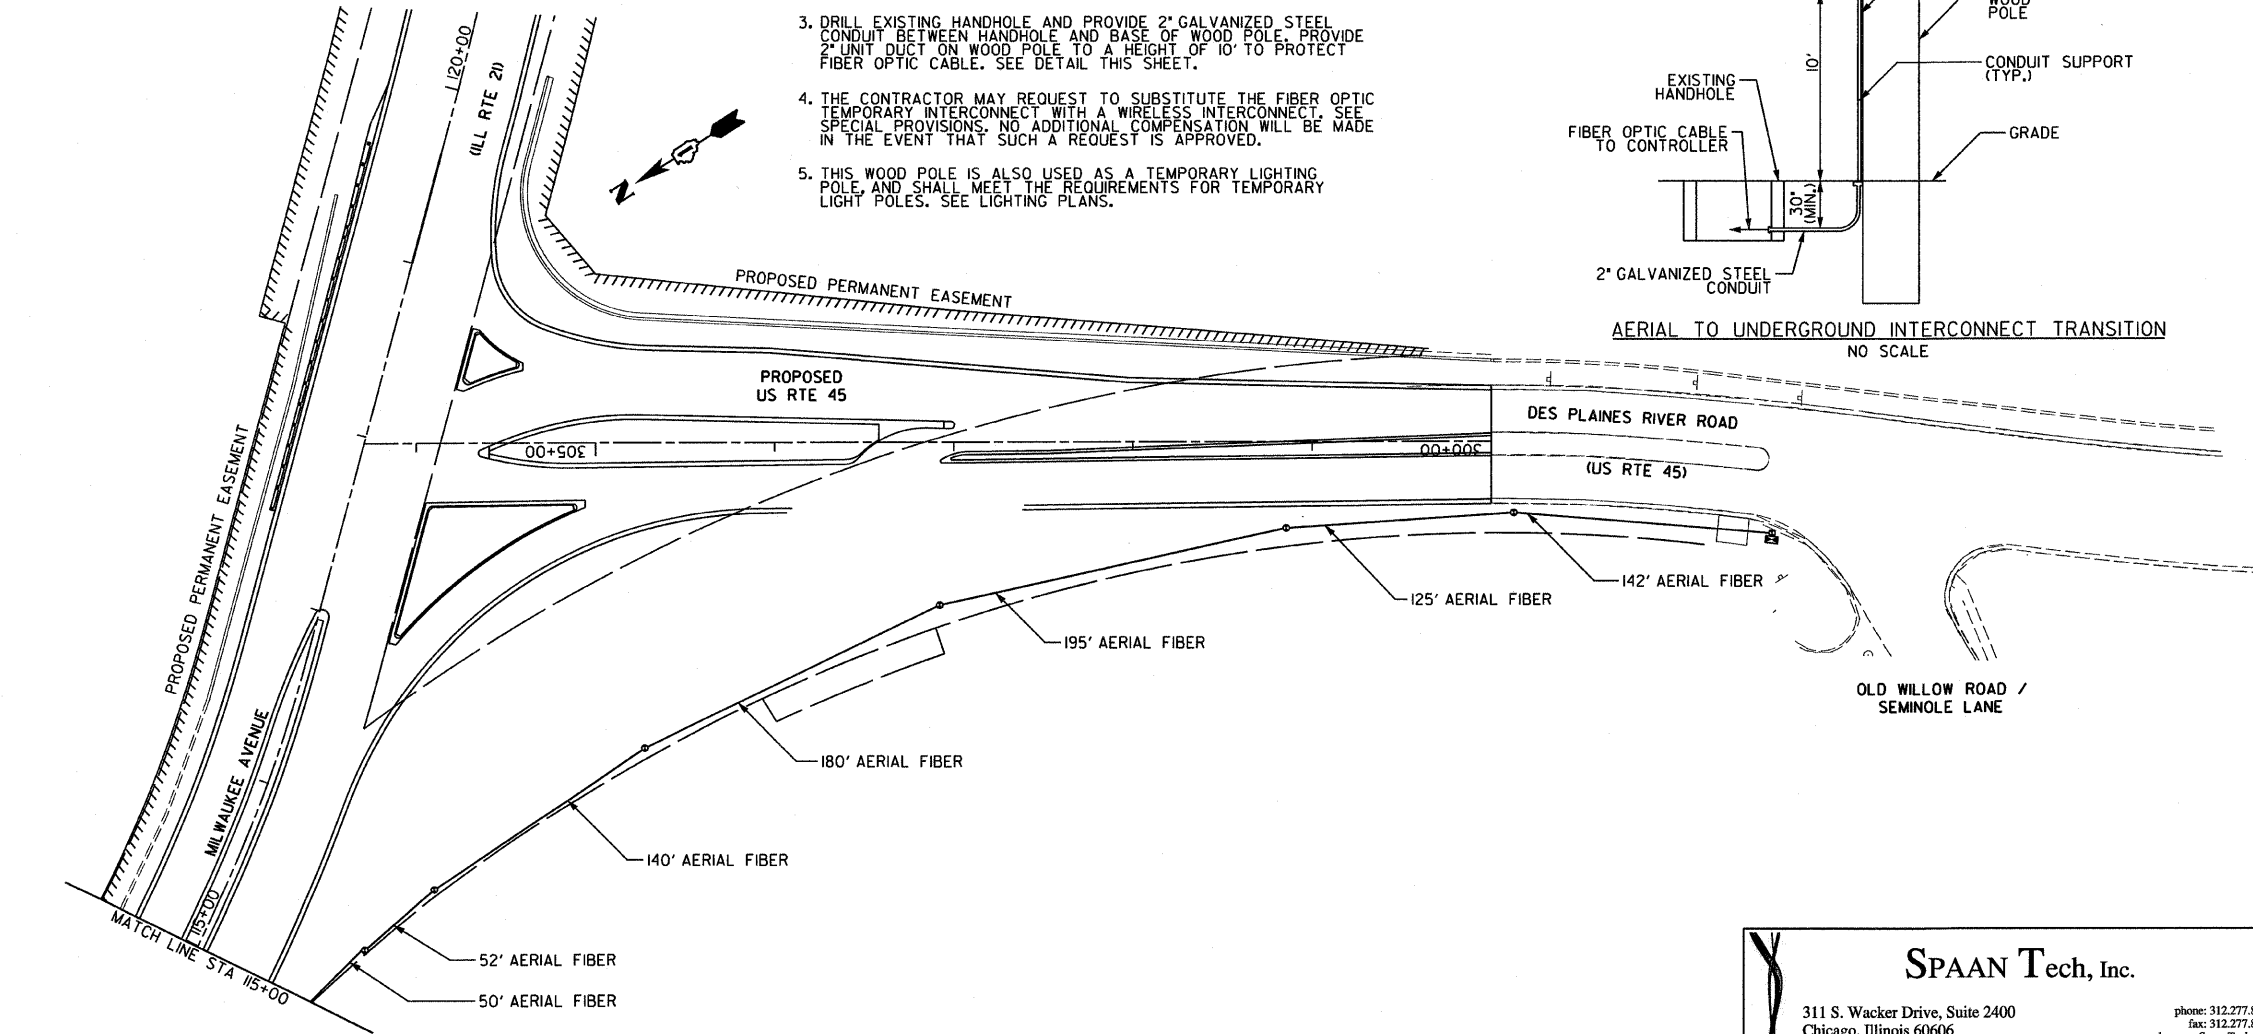 3. DRILL EXISTING HANDHOLE AND PROVIDE 2" GALVANIZED STEEL
CONDUIT BETWEEN HANDHOLE AND BASE OF WOOD POLE. PROVIDE
2" UNIT DUCT ON WOOD POLE TO A HEIGHT OF 10' TO PROTECT
FIBER OPTIC CABLE. SEE DETAIL THIS SHEET.
4. THE CONTRACTOR MAY REQUEST TO SUBSTITUTE THE FIBER OPTIC
TEMPORARY INTERCONNECT WITH A WIRELESS INTERCONNECT. SEE
SPECIAL PROVISIONS. NO ADDITIONAL COMPENSATION WILL BE MADE
IN THE EVENT THAT SUCH A REQUEST IS APPROVED.
5. THIS WOOD POLE IS ALSO USED AS A TEMPORARY LIGHTING
POLE, AND SHALL MEET THE REQUIREMENTS FOR TEMPORARY
LIGHT POLES. SEE LIGHTING PLANS.
120+00
(ILL RTE 21)
N
WOOD
POLE
10'
CONDUIT SUPPORT
(TYP.)
EXISTING
HANDHOLE
FIBER OPTIC CABLE
TO CONTROLLER
GRADE
30"
(MIN.)
2" GALVANIZED STEEL
CONDUIT
AERIAL TO UNDERGROUND INTERCONNECT TRANSITION
NO SCALE
PROPOSED PERMANENT EASEMENT
PROPOSED
US RTE 45
DES PLAINES RIVER ROAD
(US RTE 45)
305+00
300+00
PROPOSED PERMANENT EASEMENT
142' AERIAL FIBER
125' AERIAL FIBER
195' AERIAL FIBER
180' AERIAL FIBER
140' AERIAL FIBER
52' AERIAL FIBER
50' AERIAL FIBER
OLD WILLOW ROAD /
SEMINOLE LANE
MILWAUKEE AVENUE
115+00
MATCH LINE STA 115+00
SPAAN Tech, Inc.
311 S. Wacker Drive, Suite 2400
phone: 312.277.8
Chicago, Illinois 60606
fax: 312.277.8